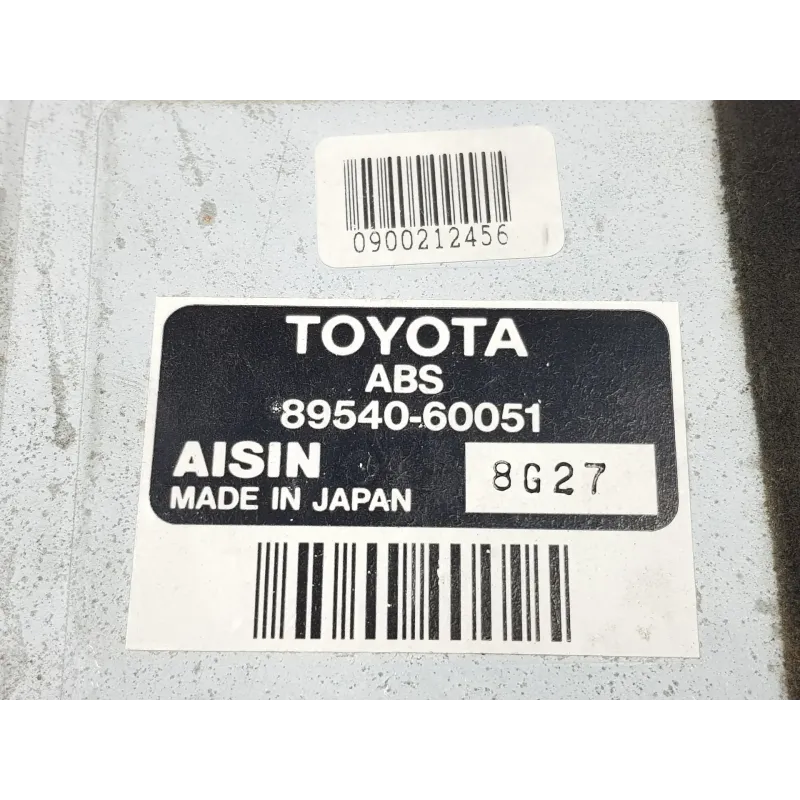 0900212456
TOYOTA
ABS
89540-60051
AISIN
8G27
MADE IN JAPAN